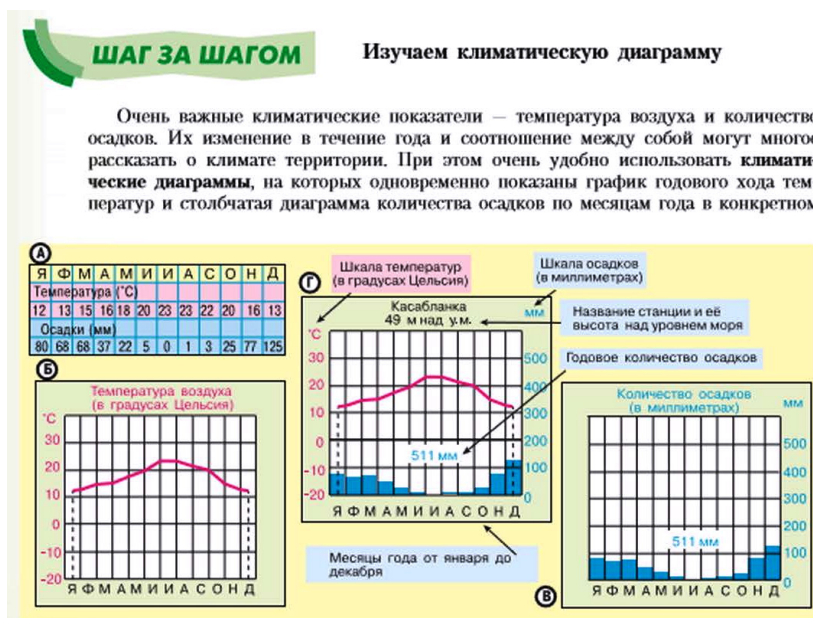 ШАГ ЗА ШАГОМ
Изучаем климатическую диаграмму
Очень важные климатические показатели — температура воздуха и количество
осадков. Их изменение в течение года и соотношение между собой могут многое
рассказать о климате территории. При этом очень удобно использовать климати-
ческие диаграммы, на которых одновременно показаны график годового хода тем-
ператур и столбчатая диаграмма количества осадков по месяцам года в конкретном
А
Я Ф М А М И И А С О Н Д
Температура (°С)
12 13 15 16 18 20 23 23 22 20 16 13
Осадки (мм)
80 68 68 37 22 5 0 1 3 25 77 125
Б
Температура воздуха
(в градусах Цельсия)
°С
30
20
10
0
-10
-20
Я Ф М А М И И А С О Н Д
Г
Шкала температур
(в градусах Цельсия)
Шкала осадков
(в миллиметрах)
Касабланка
49 м над у.м.
°С
мм
30
20
10
0
-10
-20
500
400
300
200
100
0
511 мм
Я Ф М А М И И А С О Н Д
Название станции и её
высота над уровнем моря
Годовое количество осадков
Месяцы года от января до
декабря
В
Количество осадков
(в миллиметрах)
мм
500
400
300
200
100
0
511 мм
Я Ф М А М И И А С О Н Д